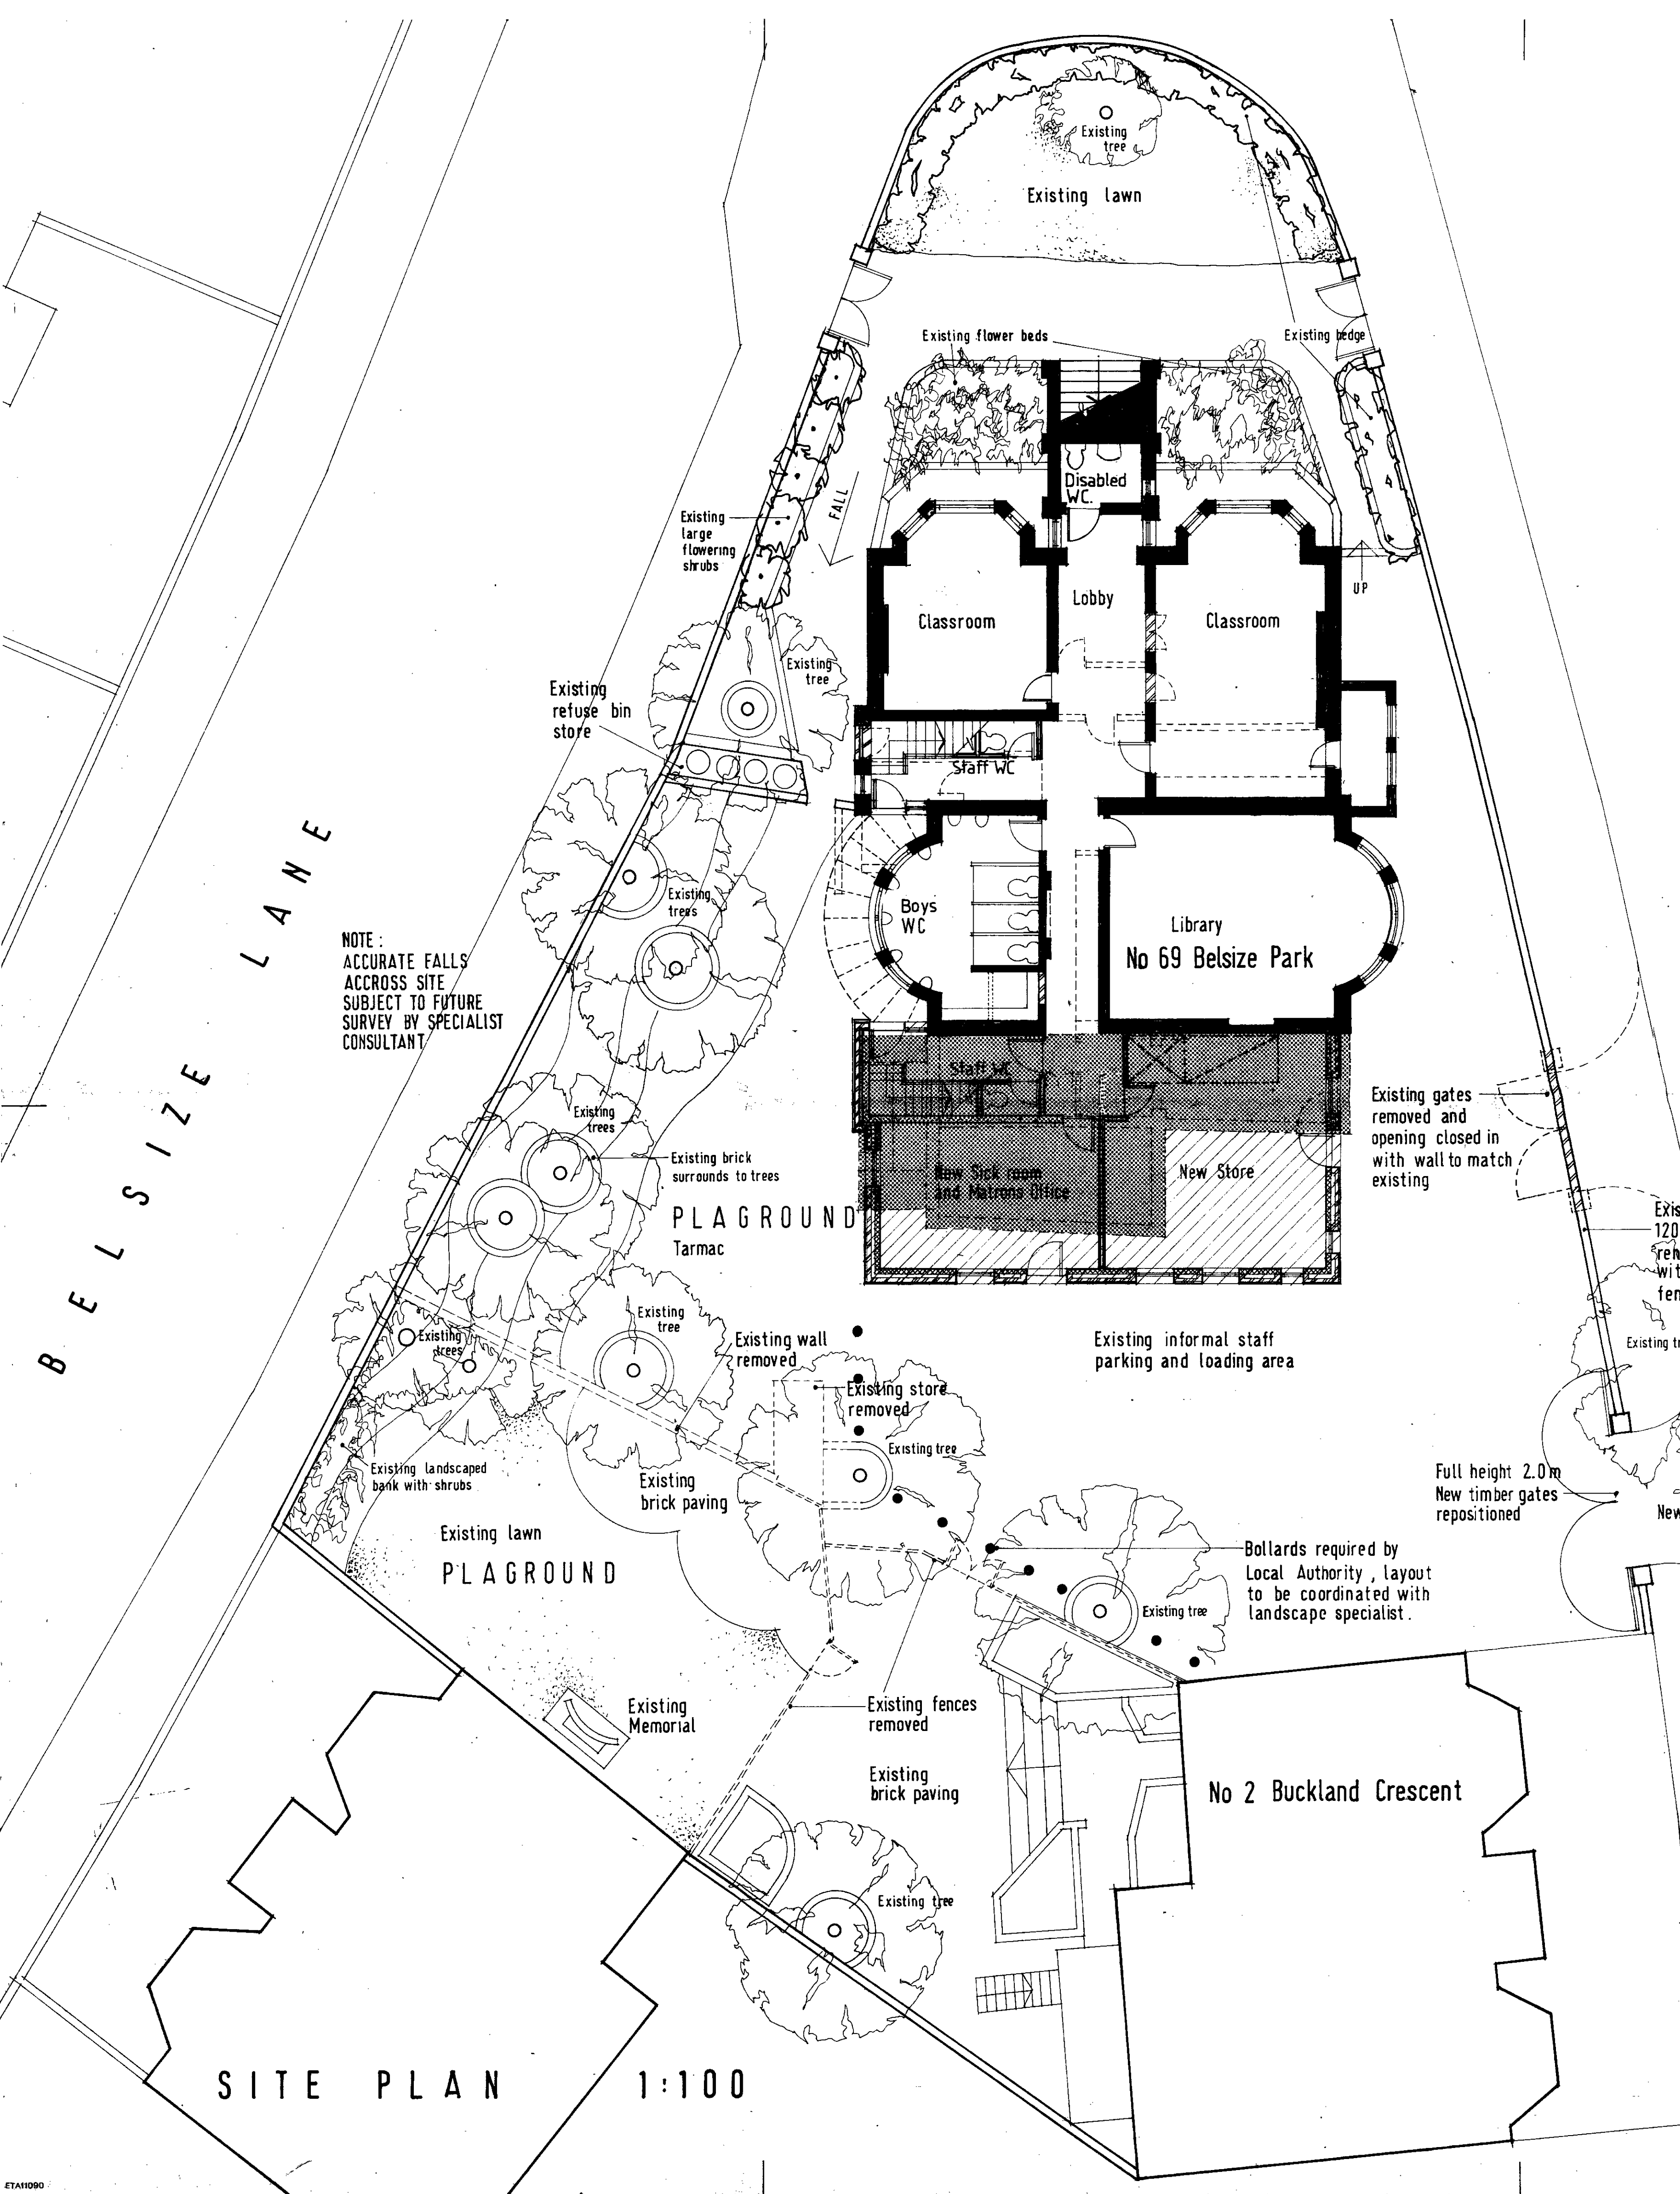 Existing
tree
Existing lawn
Existing flower beds
Existing hedge
Disabled
WC.
FALL
Existing
large
flowering
shrubs
UP
Lobby
Classroom
Classroom
Existing
tree
Existing
refuse bin
store
Staff WC
BELSIZE LANE
Existing
trees
Boys
WC
Library
No 69 Belsize Park
NOTE :
ACCURATE FALLS
ACCROSS SITE
SUBJECT TO FUTURE
SURVEY BY SPECIALIST
CONSULTANT
Staff WC
Existing gates
removed and
opening closed in
with wall to match
existing
Existing
trees
Existing brick
surrounds to trees
New Sick room
and Matrons Office
New Store
PLAGROUND
Tarmac
120
Existing
tree
Existing
trees
Existing wall
removed
Existing informal staff
parking and loading area
Existing
Existing store
removed
Existing tree
Existing landscaped
bank with shrubs
Existing
brick paving
Full height 2.0m
New timber gates
repositioned
New
Existing lawn
PLAGROUND
Bollards required by
Local Authority , layout
to be coordinated with
landscape specialist .
Existing tree
Existing
Memorial
Existing fences
removed
Existing
brick paving
No 2 Buckland Crescent
Existing tree
SITE PLAN 1:100
ETA11090